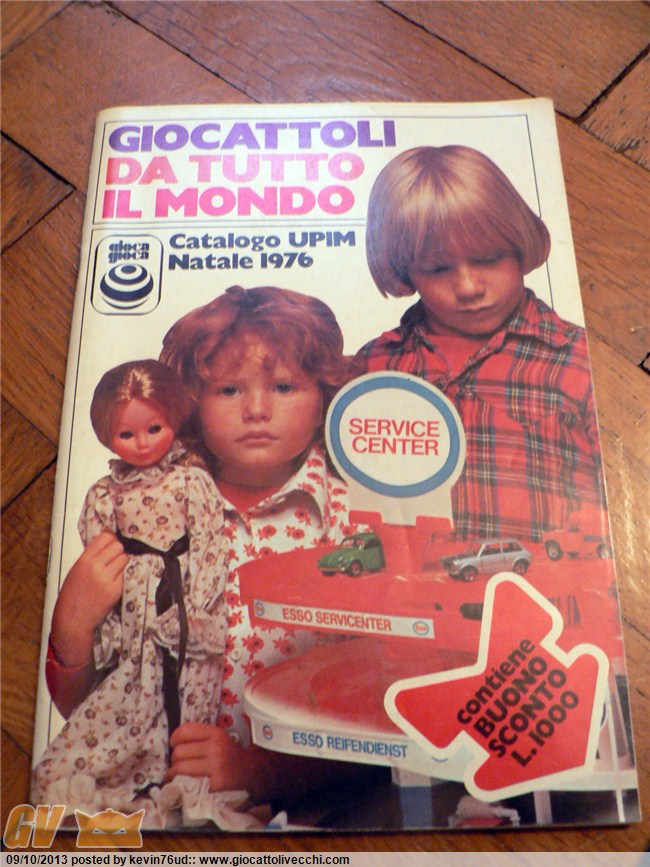 GIOCATTOLI
DA TUTTO
IL MONDO
gioca
gioca
Catalogo UPIM
Natale 1976
SERVICE
CENTER
ESSO SERVICENTER
Esso
ESSO REIFENDIENST
contiene
BUONO
SCONTO
L.1000
GV
09/10/2013 posted by kevin76ud:: www.giocattolivecchi.com